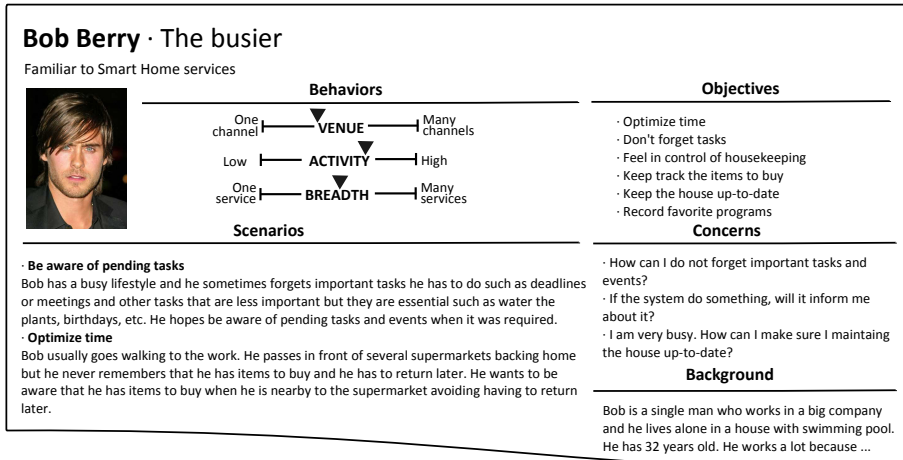 Bob Berry · The busier
Familiar to Smart Home services
Behaviors
One channel VENUE Many channels
Low ACTIVITY High
One service BREADTH Many services
Objectives
· Optimize time
· Don't forget tasks
· Feel in control of housekeeping
· Keep track the items to buy
· Keep the house up-to-date
· Record favorite programs
Scenarios
· Be aware of pending tasks
Bob has a busy lifestyle and he sometimes forgets important tasks he has to do such as deadlines
or meetings and other tasks that are less important but they are essential such as water the
plants, birthdays, etc. He hopes be aware of pending tasks and events when it was required.
· Optimize time
Bob usually goes walking to the work. He passes in front of several supermarkets backing home
but he never remembers that he has items to buy and he has to return later. He wants to be
aware that he has items to buy when he is nearby to the supermarket avoiding having to return
later.
Concerns
· How can I do not forget important tasks and
events?
· If the system do something, will it inform me
about it?
· I am very busy. How can I make sure I maintaing
the house up-to-date?
Background
Bob is a single man who works in a big company
and he lives alone in a house with swimming pool.
He has 32 years old. He works a lot because ...